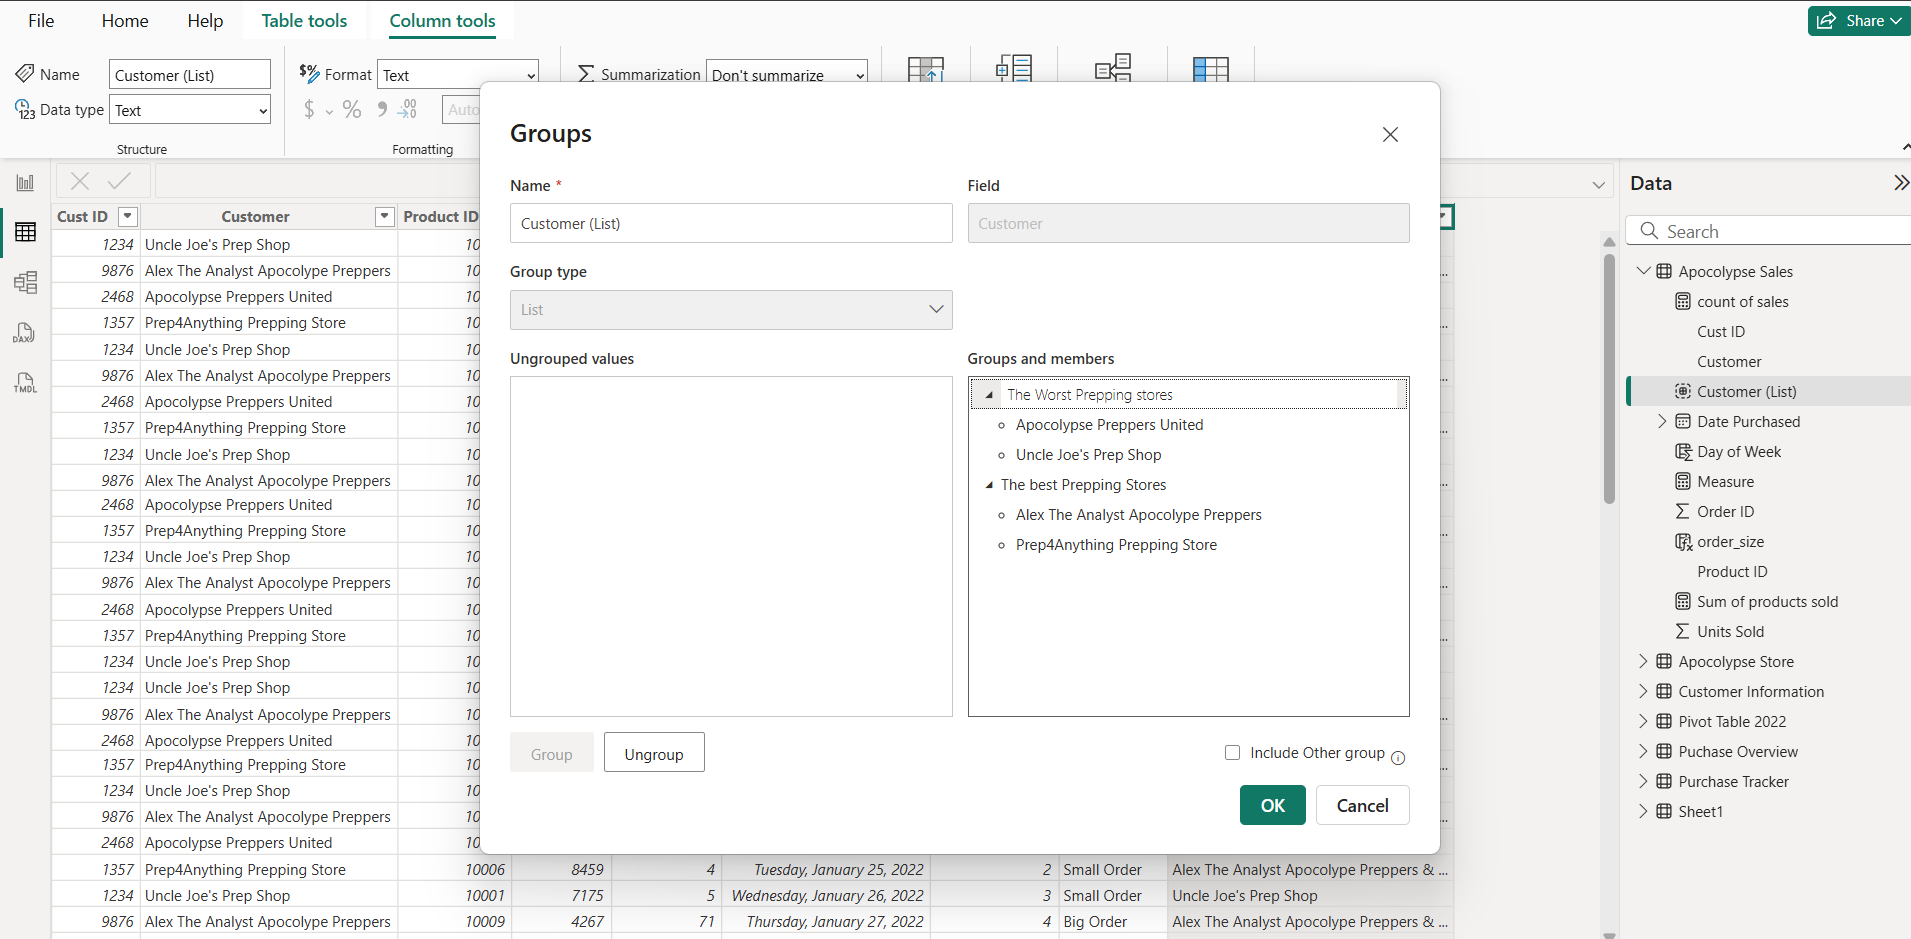 File Home Help Table tools Column tools Share
Name Customer (List) $% Format Text Summarization Don't summarize
Data type Text $ % Auto
Structure Formatting
Groups
Name * Field
Customer (List) Customer
Group type
List
Ungrouped values Groups and members
The Worst Prepping stores
Apocolypse Preppers United
Uncle Joe's Prep Shop
The best Prepping Stores
Alex The Analyst Apocolype Preppers
Prep4Anything Prepping Store
Group Ungroup Include Other group
OK Cancel
DAX
TMDL
Cust ID Customer Product ID
1234 Uncle Joe's Prep Shop 10
9876 Alex The Analyst Apocolype Preppers 10
2468 Apocolypse Preppers United 10
1357 Prep4Anything Prepping Store 10
1234 Uncle Joe's Prep Shop 10
9876 Alex The Analyst Apocolype Preppers 10
2468 Apocolypse Preppers United 10
1357 Prep4Anything Prepping Store 10
1234 Uncle Joe's Prep Shop 10
9876 Alex The Analyst Apocolype Preppers 10
2468 Apocolypse Preppers United 10
1357 Prep4Anything Prepping Store 10
1234 Uncle Joe's Prep Shop 10
9876 Alex The Analyst Apocolype Preppers 10
2468 Apocolypse Preppers United 10
1357 Prep4Anything Prepping Store 10
1234 Uncle Joe's Prep Shop 10
1234 Uncle Joe's Prep Shop 10
9876 Alex The Analyst Apocolype Preppers 10
2468 Apocolypse Preppers United 10
1357 Prep4Anything Prepping Store 10
1234 Uncle Joe's Prep Shop 10
9876 Alex The Analyst Apocolype Preppers 10
2468 Apocolypse Preppers United 10
1357 Prep4Anything Prepping Store 10006 8459 4 Tuesday, January 25, 2022 2 Small Order Alex The Analyst Apocolype Preppers & ...
1234 Uncle Joe's Prep Shop 10001 7175 5 Wednesday, January 26, 2022 3 Small Order Uncle Joe's Prep Shop
9876 Alex The Analyst Apocolype Preppers 10009 4267 71 Thursday, January 27, 2022 4 Big Order Alex The Analyst Apocolype Preppers & ...
Data
Search
Apocolypse Sales
count of sales
Cust ID
Customer
Customer (List)
Date Purchased
Day of Week
Measure
Order ID
order_size
Product ID
Sum of products sold
Units Sold
Apocolypse Store
Customer Information
Pivot Table 2022
Puchase Overview
Purchase Tracker
Sheet1